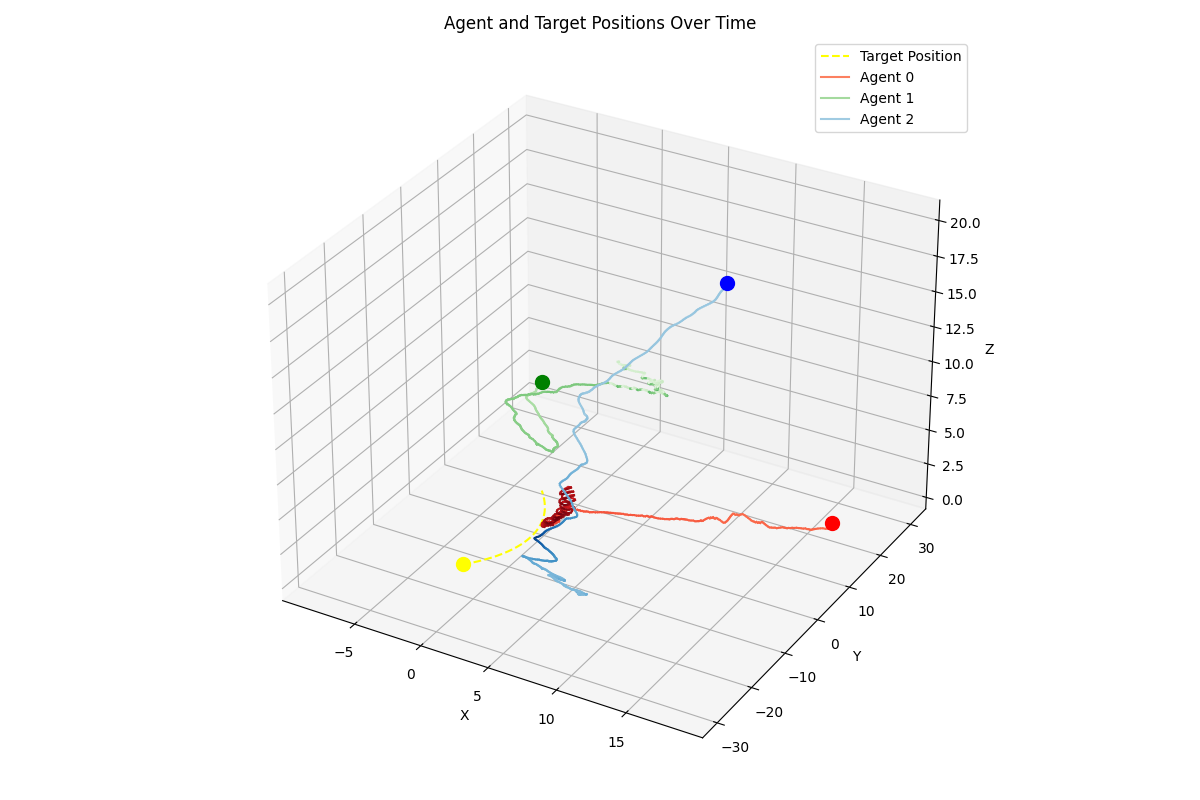 Agent and Target Positions Over Time
Target Position
Agent 0
Agent 1
Agent 2
20.0
17.5
15.0
12.5
10.0
7.5
5.0
2.5
0.0
Z
30
20
10
0
−10
−20
−30
Y
−5
0
5
10
15
X